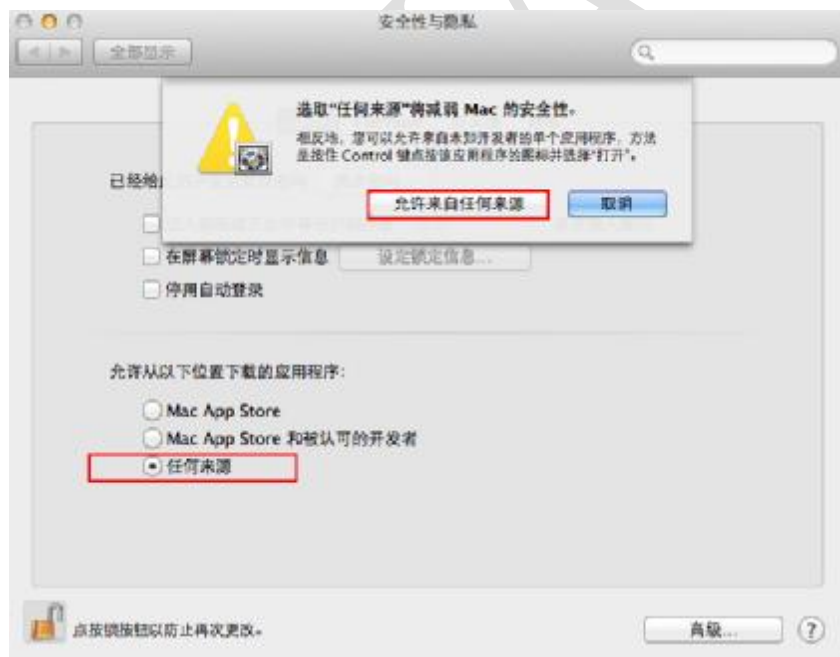 安全性与隐私
全部显示
选取“任何来源”将减弱 Mac 的安全性。
相反地，您可以允许来自未知开发者的单个应用程序，方法
是按住 Control 键点按该应用程序的图标并选择“打开”。
允许来自任何来源
取消
已经给
在屏幕锁定时显示信息
设定锁定信息...
停用自动登录
允许从以下位置下载的应用程序：
Mac App Store
Mac App Store 和被认可的开发者
任何来源
点按锁按钮以防止再次更改。
高级...
?